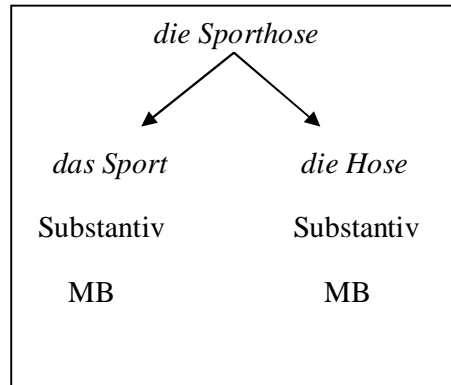 die Sporthose
das Sport die Hose
Substantiv Substantiv
MB MB